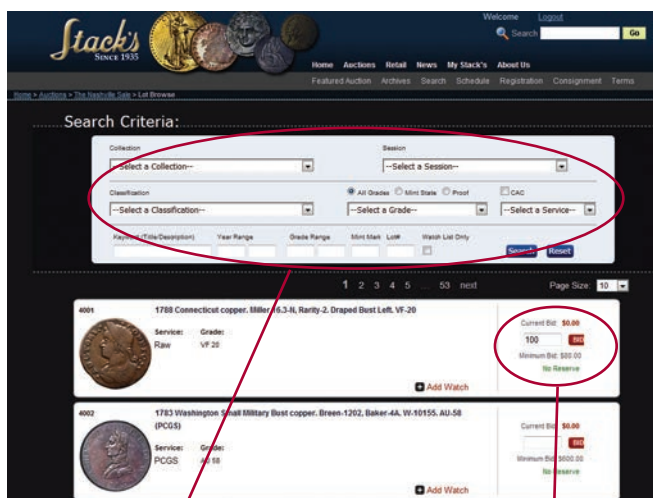 Welcome Logout
Stack's
SINCE 1935
Search Go
Home Auctions Retail News My Stack's About Us
Featured Auction Archives Search Schedule Registration Consignment Terms
Home > Auctions > The Nashville Sale > Lot Browse
Search Criteria:
Collection Session
--Select a Collection-- --Select a Session--
Classification All Grades Mint State Proof CAC
--Select a Classification-- --Select a Grade-- --Select a Service--
Keyword (Title/Description) Year Range Grade Range Mint Mark Lot# Watch List Only
Search Reset
1 2 3 4 5 ... 53 next Page Size: 10
4001 1788 Connecticut copper. Miller 16.3-N, Rarity-2. Draped Bust Left. VF-20
Service: Grade:
Raw VF 20
Current Bid: $0.00
100 BID
Minimum Bid: $80.00
No Reserve
Add Watch
4002 1783 Washington Small Military Bust copper. Breen-1202, Baker-4A, W-10155. AU-58
(PCGS)
Service: Grade:
PCGS AU 58
Current Bid: $0.00
BID
Minimum Bid: $600.00
No Reserve
Add Watch